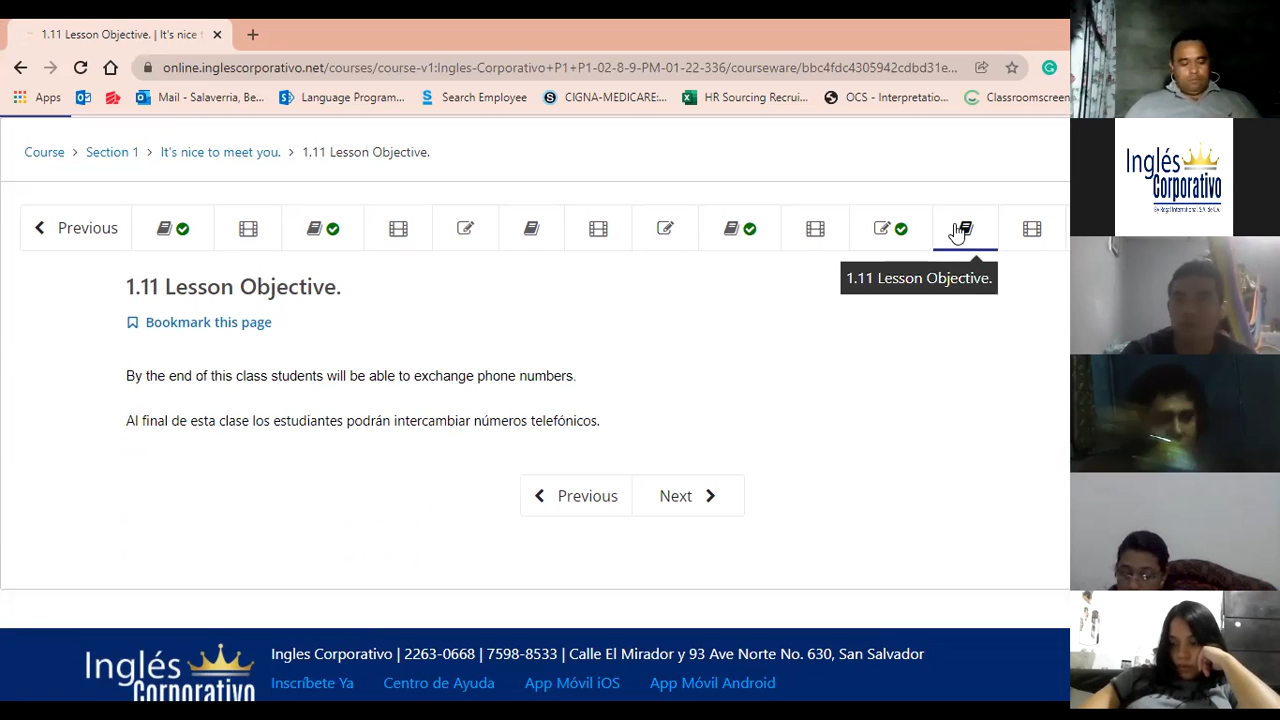 1.11 Lesson Objective. | It's nice t
online.inglescorporativo.net/courses/course-v1:Ingles-Corporativo+P1+P1-02-8-9-PM-01-22-336/courseware/bbc4fdc4305942cdbd31e...
Apps Mail - Salaverria, Be... Language Program... Search Employee CIGNA-MEDICARE:... HR Sourcing Recrui... OCS - Interpretatio... Classroomscreen
Course > Section 1 > It's nice to meet you. > 1.11 Lesson Objective.
Previous
1.11 Lesson Objective.
1.11 Lesson Objective.
Bookmark this page
By the end of this class students will be able to exchange phone numbers.
Al final de esta clase los estudiantes podrán intercambiar números telefónicos.
Previous Next
Inglés Corporativo
Ingles Corporativo | 2263-0668 | 7598-8533 | Calle El Mirador y 93 Ave Norte No. 630, San Salvador
Inscríbete Ya Centro de Ayuda App Móvil iOS App Móvil Android
Inglés
Corporativo
By Regal International, S.A. de C.V.